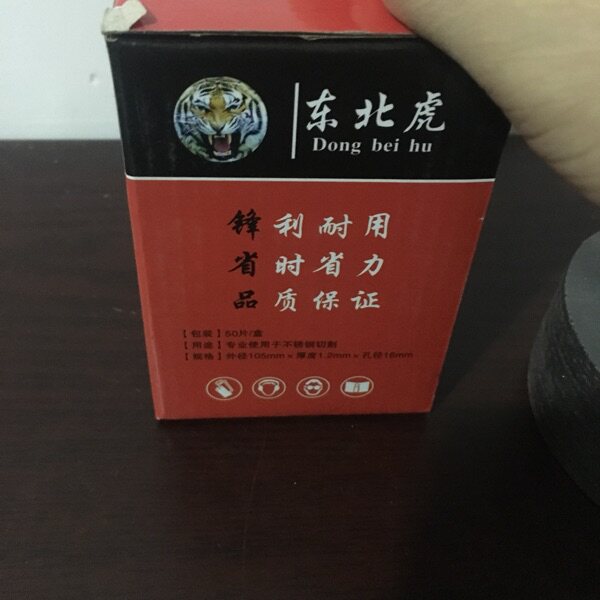 东北虎
Dong bei hu
锋利耐用
省时省力
品质保证
【包装】50片/盒
【用途】专业使用于不锈钢切割
【规格】外径105mm×厚度1.2mm×孔径16mm